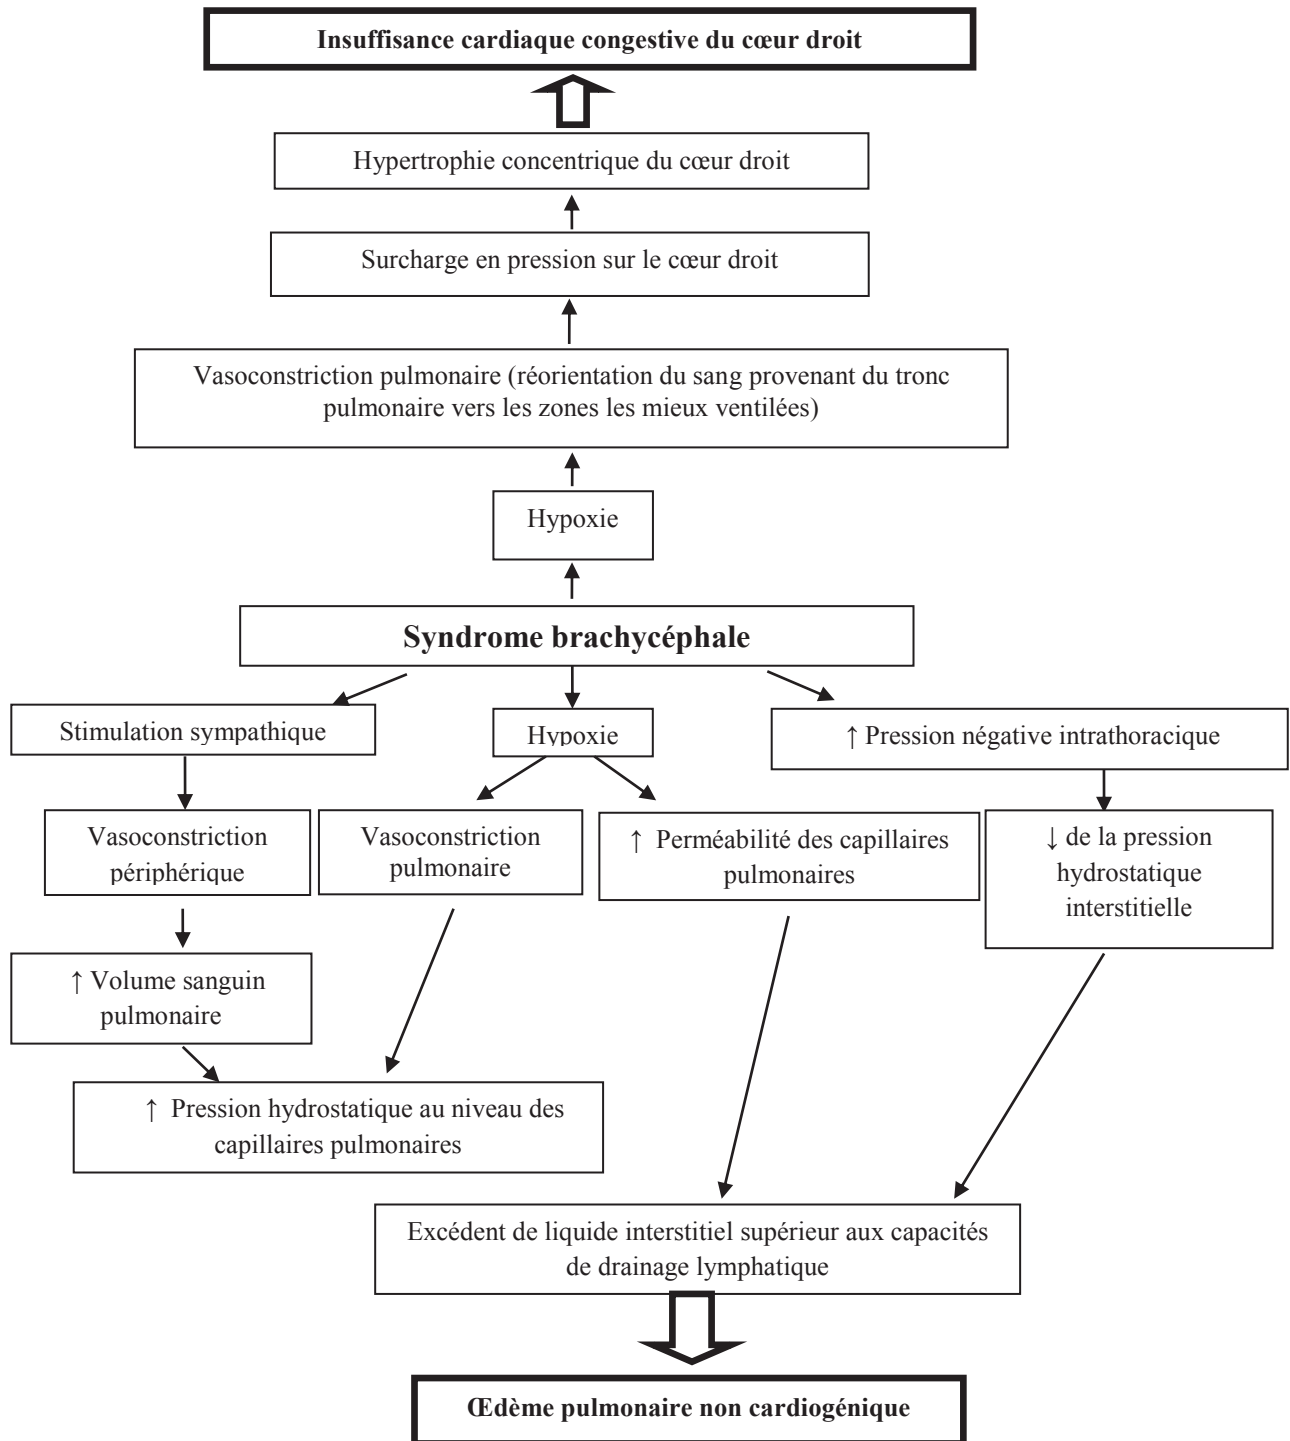 Insuffisance cardiaque congestive du cœur droit
Hypertrophie concentrique du cœur droit
Surcharge en pression sur le cœur droit
Vasoconstriction pulmonaire (réorientation du sang provenant du tronc
pulmonaire vers les zones les mieux ventilées)
Hypoxie
Syndrome brachycéphale
Stimulation sympathique
Hypoxie
↑ Pression négative intrathoracique
Vasoconstriction
périphérique
Vasoconstriction
pulmonaire
↑ Perméabilité des capillaires
pulmonaires
↓ de la pression
hydrostatique
interstitielle
↑ Volume sanguin
pulmonaire
↑ Pression hydrostatique au niveau des
capillaires pulmonaires
Excédent de liquide interstitiel supérieur aux capacités
de drainage lymphatique
Œdème pulmonaire non cardiogénique